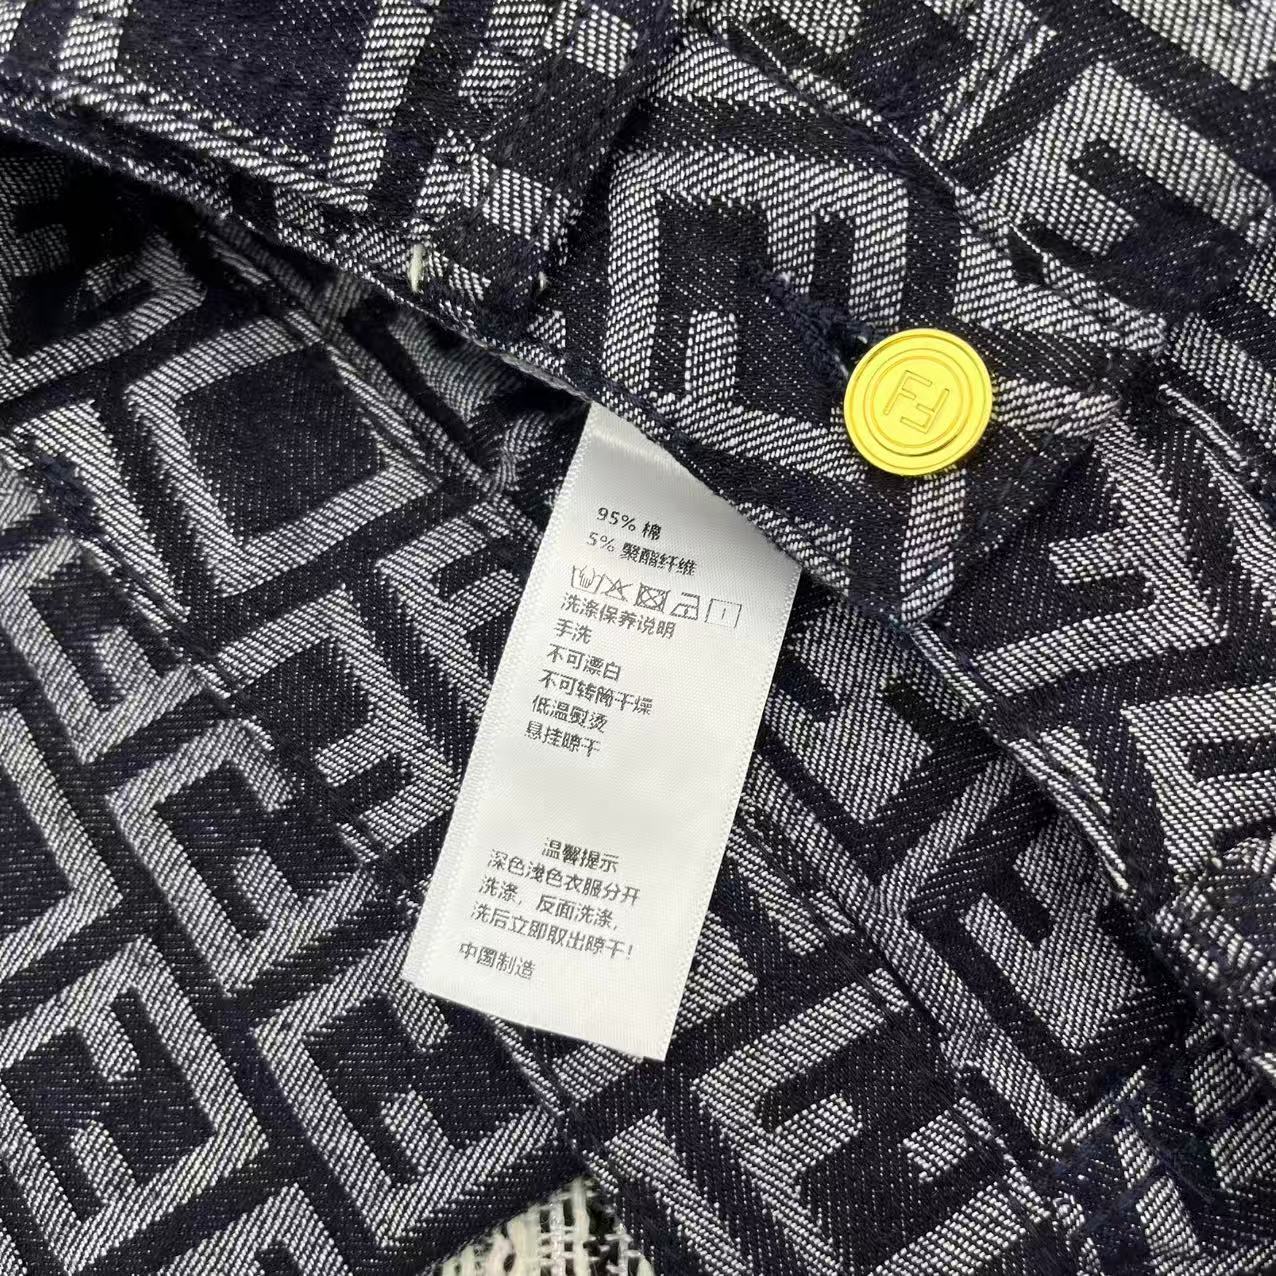 95% 棉
5% 聚酯纤维
洗涤保养说明
手洗
不可漂白
不可转筒干燥
低温熨烫
悬挂晾干
温馨提示
深色浅色衣服分开
洗涤，反面洗涤，
洗后立即取出晾干！
中国制造
FF